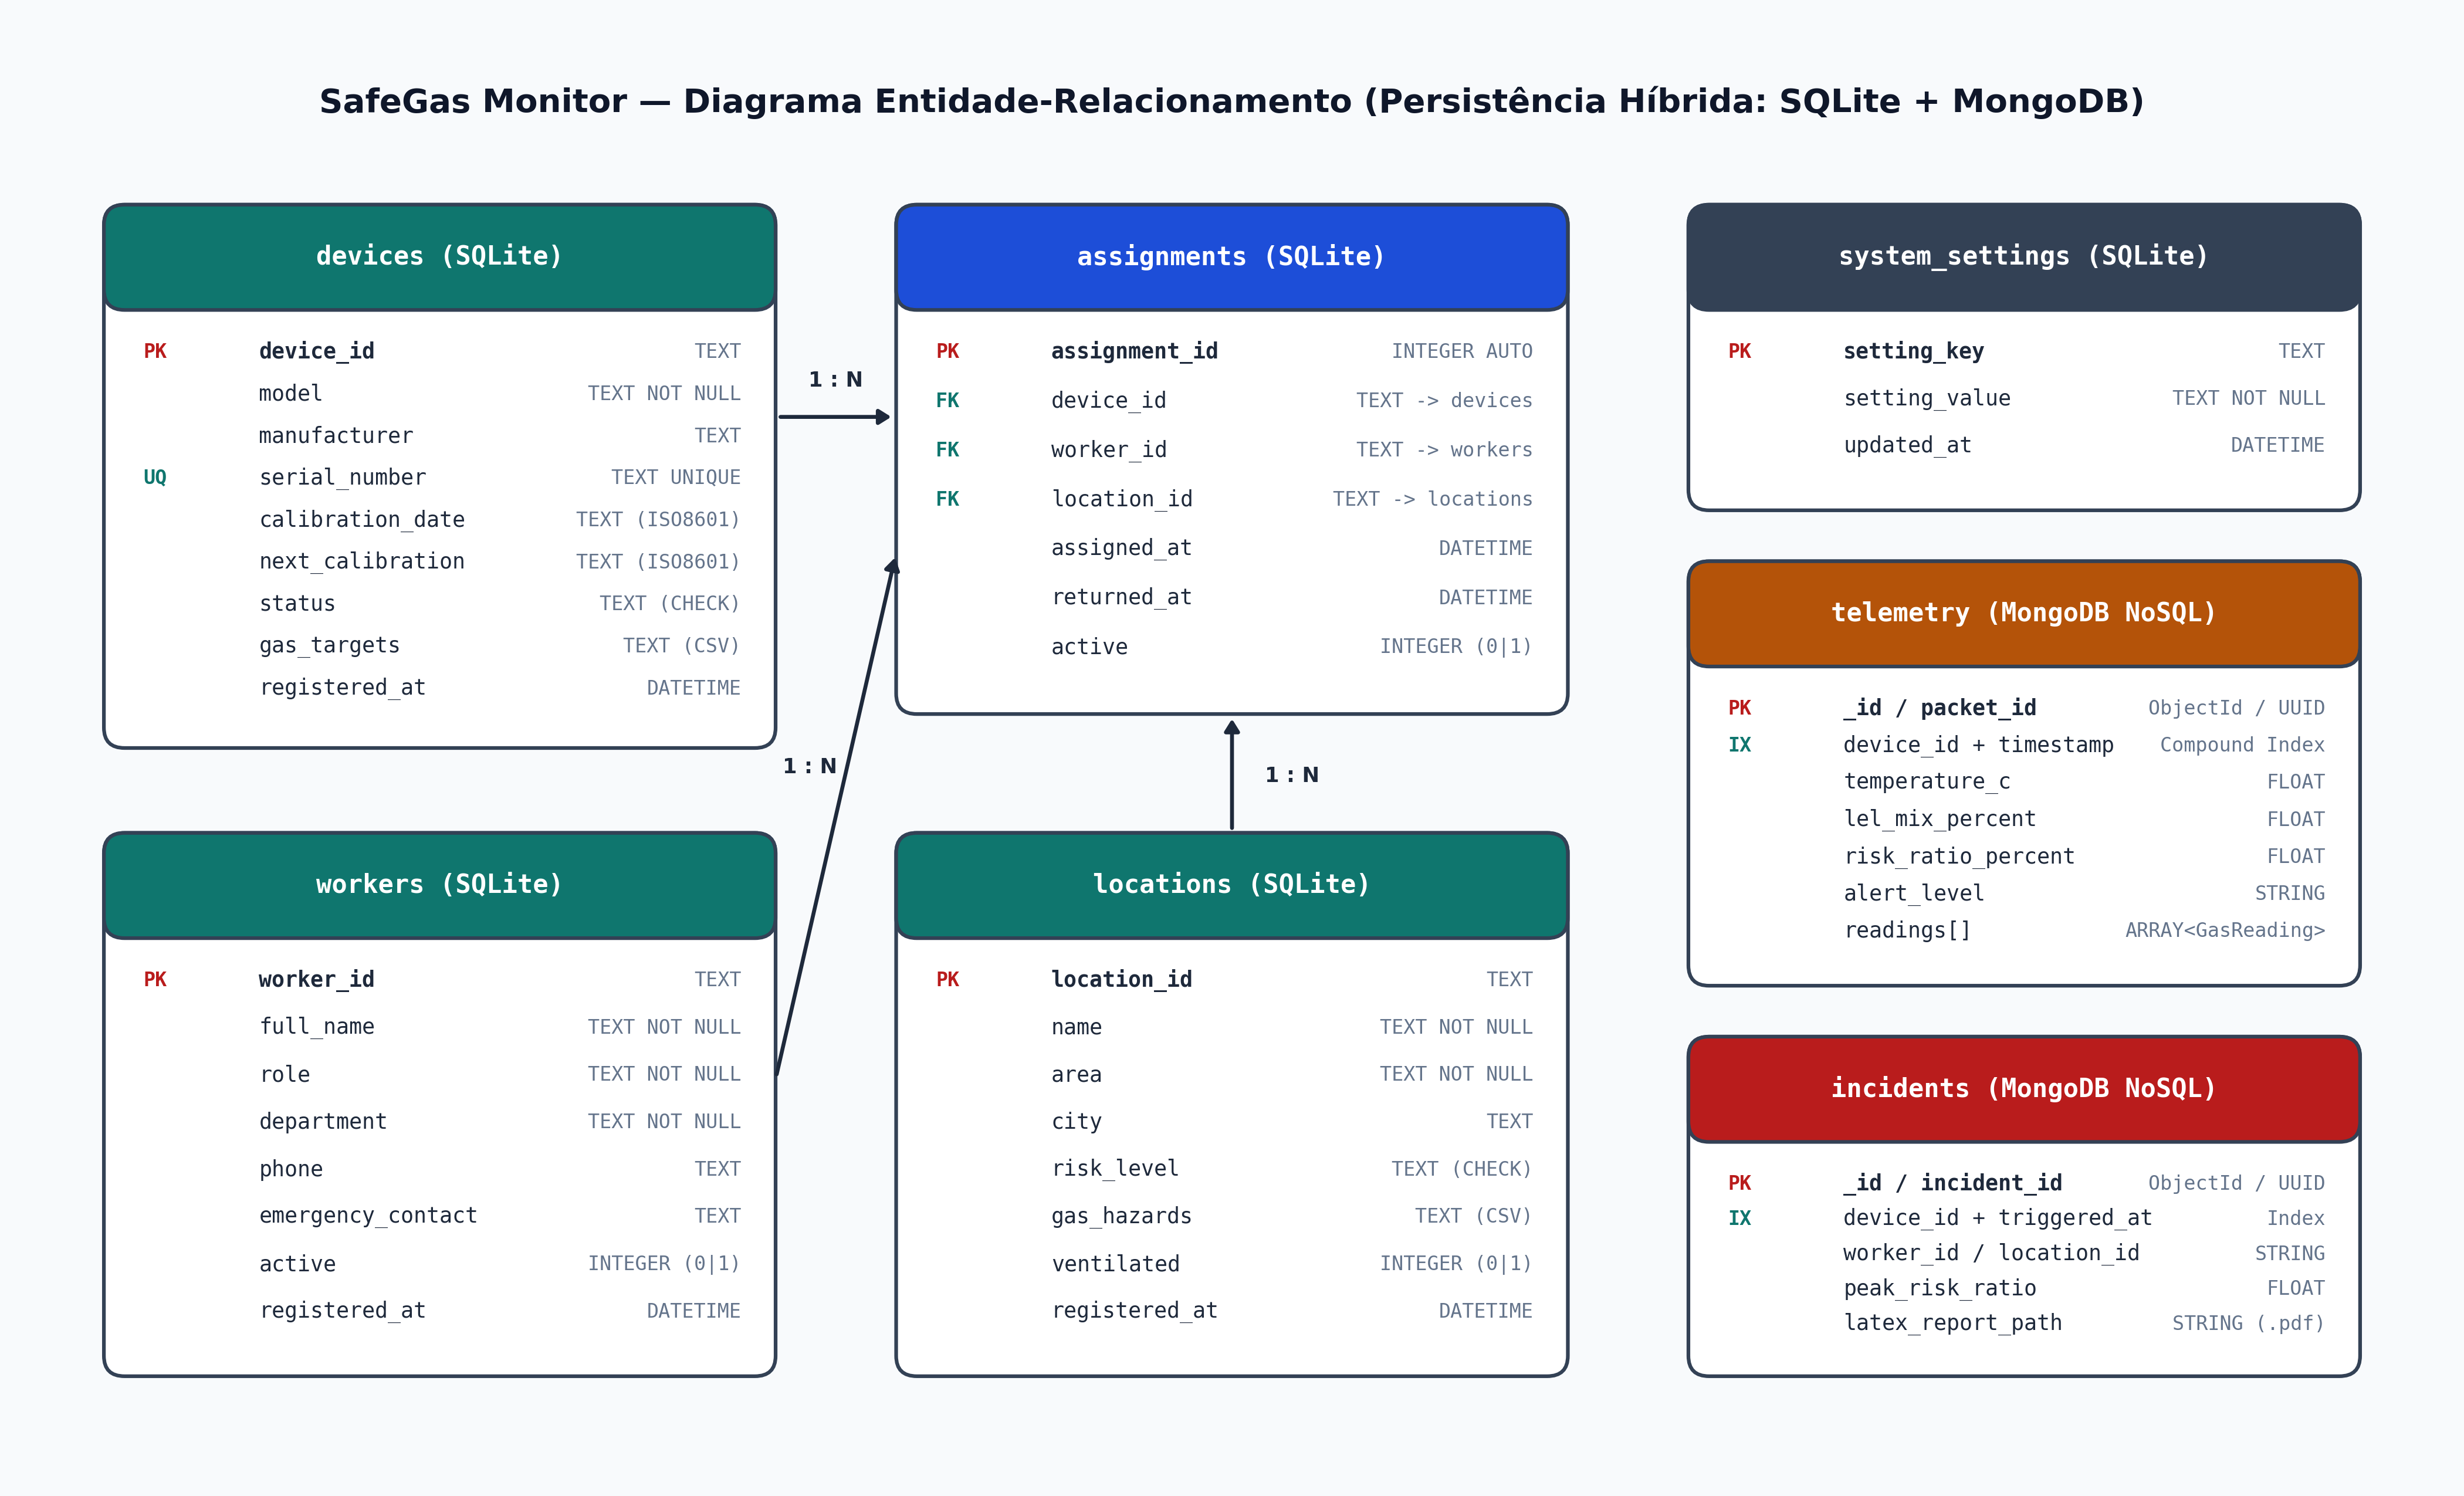 SafeGas Monitor — Diagrama Entidade-Relacionamento (Persistência Híbrida: SQLite + MongoDB)
devices (SQLite)
PK device_id TEXT
model TEXT NOT NULL
manufacturer TEXT
UQ serial_number TEXT UNIQUE
calibration_date TEXT (ISO8601)
next_calibration TEXT (ISO8601)
status TEXT (CHECK)
gas_targets TEXT (CSV)
registered_at DATETIME
1 : N
assignments (SQLite)
PK assignment_id INTEGER AUTO
FK device_id TEXT -> devices
FK worker_id TEXT -> workers
FK location_id TEXT -> locations
assigned_at DATETIME
returned_at DATETIME
active INTEGER (0|1)
system_settings (SQLite)
PK setting_key TEXT
setting_value TEXT NOT NULL
updated_at DATETIME
telemetry (MongoDB NoSQL)
PK _id / packet_id ObjectId / UUID
IX device_id + timestamp Compound Index
temperature_c FLOAT
lel_mix_percent FLOAT
risk_ratio_percent FLOAT
alert_level STRING
readings[] ARRAY<GasReading>
1 : N
1 : N
workers (SQLite)
PK worker_id TEXT
full_name TEXT NOT NULL
role TEXT NOT NULL
department TEXT NOT NULL
phone TEXT
emergency_contact TEXT
active INTEGER (0|1)
registered_at DATETIME
locations (SQLite)
PK location_id TEXT
name TEXT NOT NULL
area TEXT NOT NULL
city TEXT
risk_level TEXT (CHECK)
gas_hazards TEXT (CSV)
ventilated INTEGER (0|1)
registered_at DATETIME
incidents (MongoDB NoSQL)
PK _id / incident_id ObjectId / UUID
IX device_id + triggered_at Index
worker_id / location_id STRING
peak_risk_ratio FLOAT
latex_report_path STRING (.pdf)